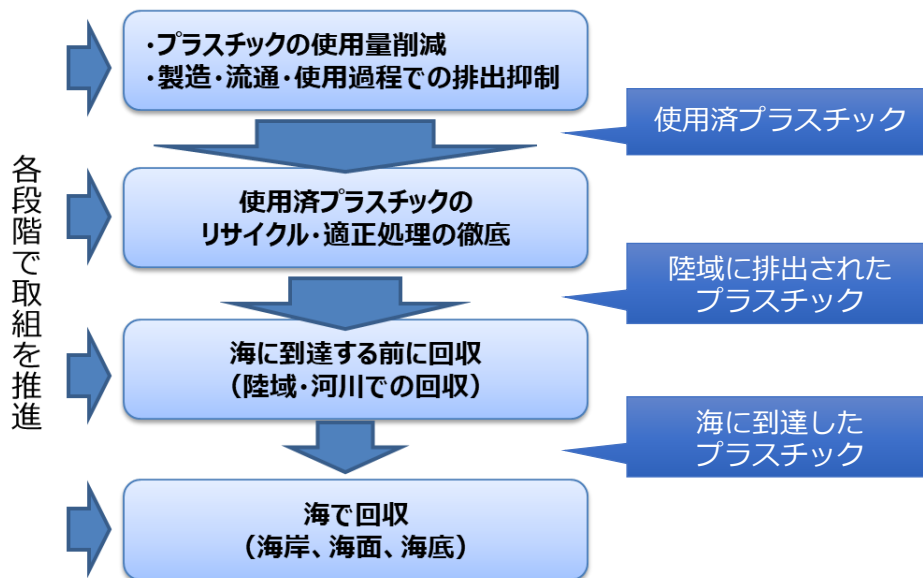 ・プラスチックの使用量削減
・製造・流通・使用過程での排出抑制
使用済プラスチック
各段階で取組を推進
使用済プラスチックの
リサイクル・適正処理の徹底
陸域に排出された
プラスチック
海に到達する前に回収
（陸域・河川での回収）
海に到達した
プラスチック
海で回収
（海岸、海面、海底）